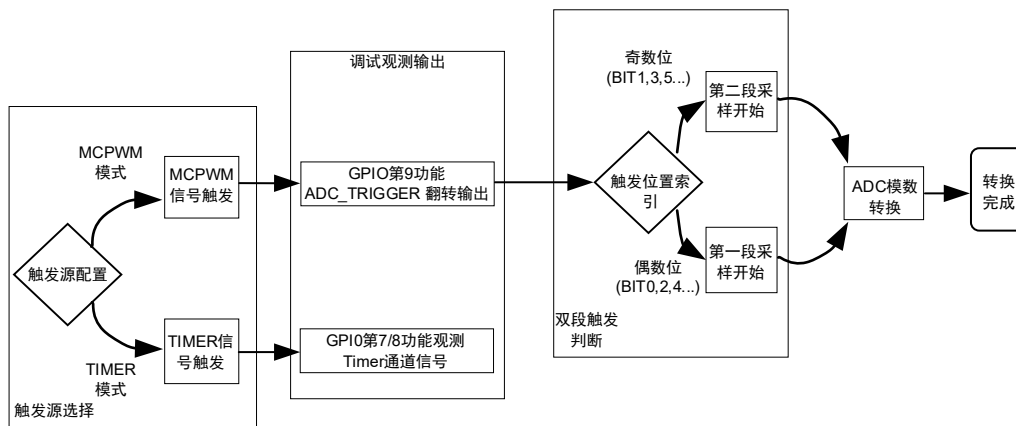 触发源选择
触发源配置
MCPWM
模式
MCPWM
信号触发
TIMER
模式
TIMER信
号触发
调试观测输出
GPIO第9功能
ADC_TRIGGER 翻转输出
GPI0第7/8功能观测
Timer通道信号
双段触发
判断
触发位置索
引
奇数位
(BIT1,3,5...)
第二段采
样开始
偶数位
(BIT0,2,4...)
第一段采
样开始
ADC模数
转换
转换
完成